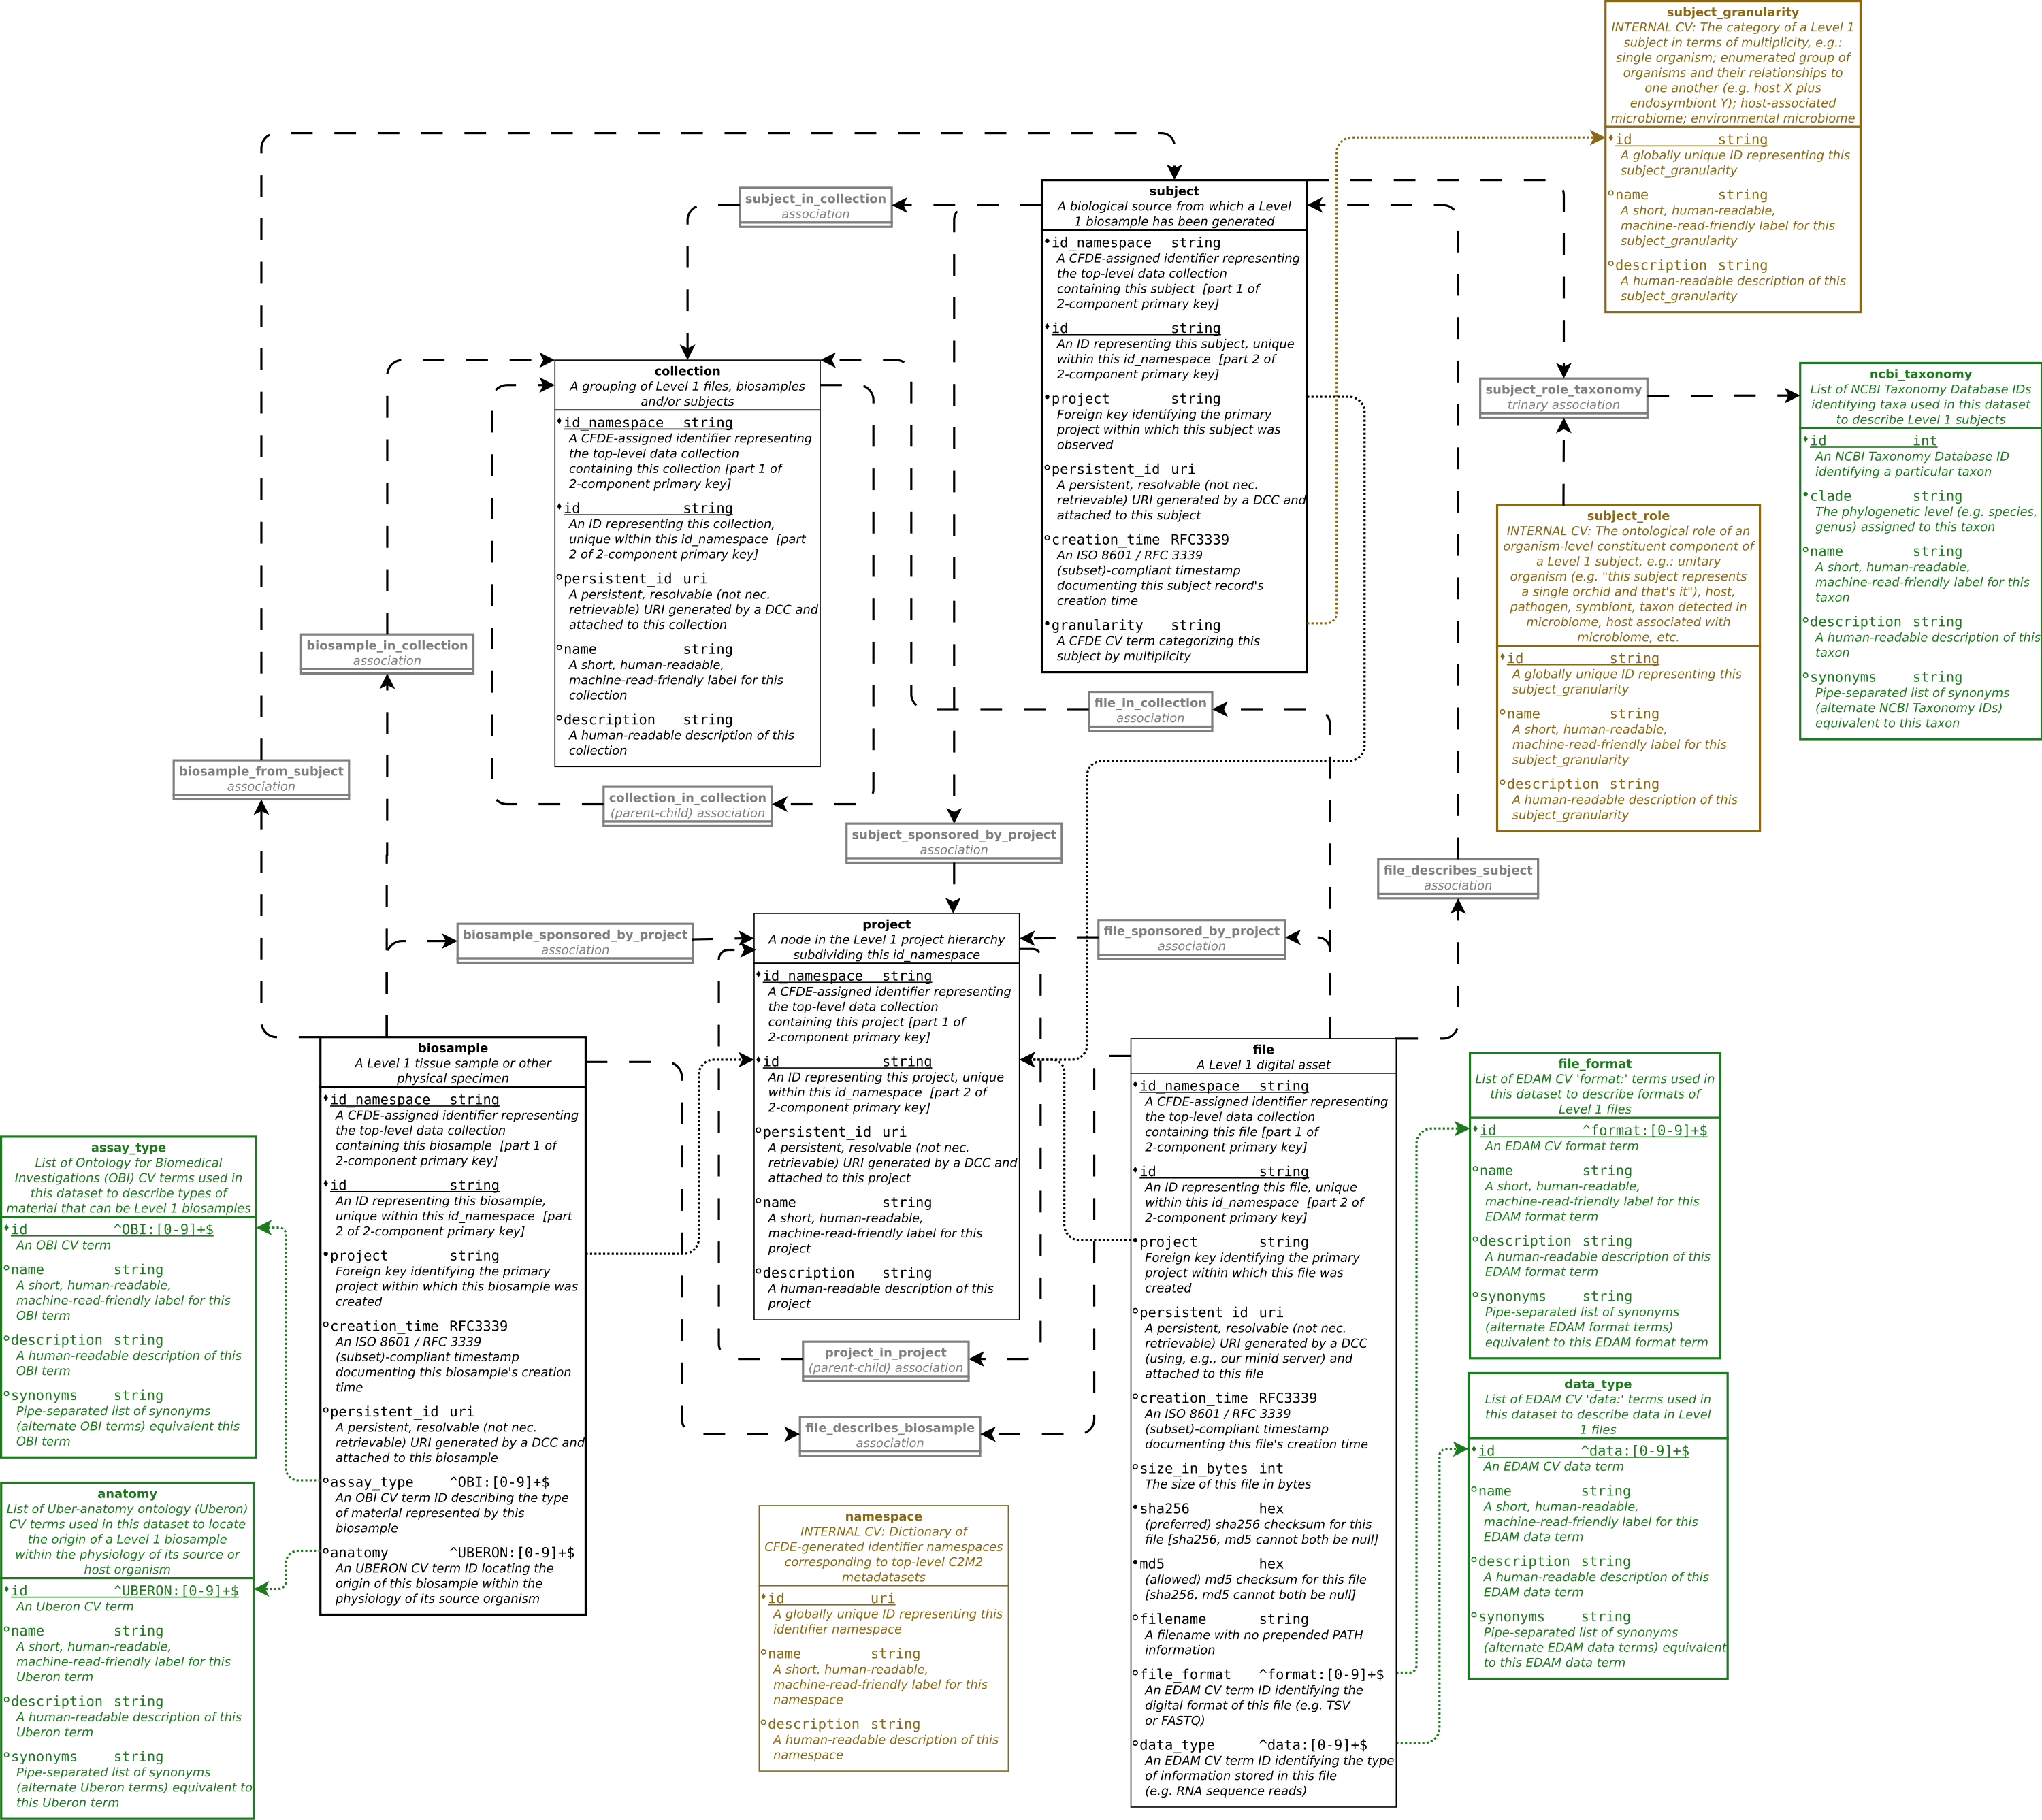 subject_granularity
INTERNAL CV: The category of a Level 1
subject in terms of multiplicity, e.g.:
single organism; enumerated group of
organisms and their relationships to
one another (e.g. host X plus
endosymbiont Y); host-associated
microbiome; environmental microbiome
id string
A globally unique ID representing this
subject_granularity
name string
A short, human-readable,
machine-read-friendly label for this
subject_granularity
description string
A human-readable description of this
subject_granularity
subject_in_collection
association
subject
A biological source from which a Level
1 biosample has been generated
id_namespace string
A CFDE-assigned identifier representing
the top-level data collection
containing this subject [part 1 of
2-component primary key]
id string
An ID representing this subject, unique
within this id_namespace [part 2 of
2-component primary key]
project string
Foreign key identifying the primary
project within which this subject was
observed
persistent_id uri
A persistent, resolvable (not nec.
retrievable) URI generated by a DCC and
attached to this subject
creation_time RFC3339
An ISO 8601 / RFC 3339
(subset)-compliant timestamp
documenting this subject record's
creation time
granularity string
A CFDE CV term categorizing this
subject by multiplicity
collection
A grouping of Level 1 files, biosamples
and/or subjects
id_namespace string
A CFDE-assigned identifier representing
the top-level data collection
containing this collection [part 1 of
2-component primary key]
id string
An ID representing this collection,
unique within this id_namespace [part
2 of 2-component primary key]
persistent_id uri
A persistent, resolvable (not nec.
retrievable) URI generated by a DCC and
attached to this collection
name string
A short, human-readable,
machine-read-friendly label for this
collection
description string
A human-readable description of this
collection
subject_role_taxonomy
trinary association
ncbi_taxonomy
List of NCBI Taxonomy Database IDs
identifying taxa used in this dataset
to describe Level 1 subjects
id int
An NCBI Taxonomy Database ID
identifying a particular taxon
clade string
The phylogenetic level (e.g. species,
genus) assigned to this taxon
name string
A short, human-readable,
machine-read-friendly label for this
taxon
description string
A human-readable description of this
taxon
synonyms string
Pipe-separated list of synonyms
(alternate NCBI Taxonomy IDs)
equivalent to this taxon
subject_role
INTERNAL CV: The ontological role of an
organism-level constituent component of
a Level 1 subject, e.g.: unitary
organism (e.g. "this subject represents
a single orchid and that's it"), host,
pathogen, symbiont, taxon detected in
microbiome, host associated with
microbiome, etc.
id string
A globally unique ID representing this
subject_granularity
name string
A short, human-readable,
machine-read-friendly label for this
subject_granularity
description string
A human-readable description of this
subject_granularity
biosample_in_collection
association
file_in_collection
association
biosample_from_subject
association
collection_in_collection
(parent-child) association
subject_sponsored_by_project
association
file_describes_subject
association
biosample_sponsored_by_project
association
file_sponsored_by_project
association
project
A node in the Level 1 project hierarchy
subdividing this id_namespace
id_namespace string
A CFDE-assigned identifier representing
the top-level data collection
containing this project [part 1 of
2-component primary key]
id string
An ID representing this project, unique
within this id_namespace [part 2 of
2-component primary key]
persistent_id uri
A persistent, resolvable (not nec.
retrievable) URI generated by a DCC and
attached to this project
name string
A short, human-readable,
machine-read-friendly label for this
project
description string
A human-readable description of this
project
biosample
A Level 1 tissue sample or other
physical specimen
id_namespace string
A CFDE-assigned identifier representing
the top-level data collection
containing this biosample [part 1 of
2-component primary key]
id string
An ID representing this biosample,
unique within this id_namespace [part
2 of 2-component primary key]
project string
Foreign key identifying the primary
project within which this biosample was
created
creation_time RFC3339
An ISO 8601 / RFC 3339
(subset)-compliant timestamp
documenting this biosample's creation
time
persistent_id uri
A persistent, resolvable (not nec.
retrievable) URI generated by a DCC and
attached to this biosample
assay_type ^OBI:[0-9]+$
An OBI CV term ID describing the type
of material represented by this
biosample
anatomy ^UBERON:[0-9]+$
An UBERON CV term ID locating the
origin of this biosample within the
physiology of its source organism
file
A Level 1 digital asset
id_namespace string
A CFDE-assigned identifier representing
the top-level data collection
containing this file [part 1 of
2-component primary key]
id string
An ID representing this file, unique
within this id_namespace [part 2 of
2-component primary key]
project string
Foreign key identifying the primary
project within which this file was
created
persistent_id uri
A persistent, resolvable (not nec.
retrievable) URI generated by a DCC
(using, e.g., our minid server) and
attached to this file
creation_time RFC3339
An ISO 8601 / RFC 3339
(subset)-compliant timestamp
documenting this file's creation time
size_in_bytes int
The size of this file in bytes
sha256 hex
(preferred) sha256 checksum for this
file [sha256, md5 cannot both be null]
md5 hex
(allowed) md5 checksum for this file
[sha256, md5 cannot both be null]
filename string
A filename with no prepended PATH
information
file_format ^format:[0-9]+$
An EDAM CV term ID identifying the
digital format of this file (e.g. TSV
or FASTQ)
data_type ^data:[0-9]+$
An EDAM CV term ID identifying the type
of information stored in this file
(e.g. RNA sequence reads)
file_format
List of EDAM CV 'format:' terms used in
this dataset to describe formats of
Level 1 files
id ^format:[0-9]+$
An EDAM CV format term
name string
A short, human-readable,
machine-read-friendly label for this
EDAM format term
description string
A human-readable description of this
EDAM format term
synonyms string
Pipe-separated list of synonyms
(alternate EDAM format terms)
equivalent to this EDAM format term
data_type
List of EDAM CV 'data:' terms used in
this dataset to describe data in Level
1 files
id ^data:[0-9]+$
An EDAM CV data term
name string
A short, human-readable,
machine-read-friendly label for this
EDAM data term
description string
A human-readable description of this
EDAM data term
synonyms string
Pipe-separated list of synonyms
(alternate EDAM data terms) equivalent
to this EDAM data term
assay_type
List of Ontology for Biomedical
Investigations (OBI) CV terms used in
this dataset to describe types of
material that can be Level 1 biosamples
id ^OBI:[0-9]+$
An OBI CV term
name string
A short, human-readable,
machine-read-friendly label for this
OBI term
description string
A human-readable description of this
OBI term
synonyms string
Pipe-separated list of synonyms
(alternate OBI terms) equivalent this
OBI term
anatomy
List of Uber-anatomy ontology (Uberon)
CV terms used in this dataset to locate
the origin of a Level 1 biosample
within the physiology of its source or
host organism
id ^UBERON:[0-9]+$
An Uberon CV term
name string
A short, human-readable,
machine-read-friendly label for this
Uberon term
description string
A human-readable description of this
Uberon term
synonyms string
Pipe-separated list of synonyms
(alternate Uberon terms) equivalent to
this Uberon term
project_in_project
(parent-child) association
file_describes_biosample
association
namespace
INTERNAL CV: Dictionary of
CFDE-generated identifier namespaces
corresponding to top-level C2M2
metadatasets
id uri
A globally unique ID representing this
identifier namespace
name string
A short, human-readable,
machine-read-friendly label for this
namespace
description string
A human-readable description of this
namespace